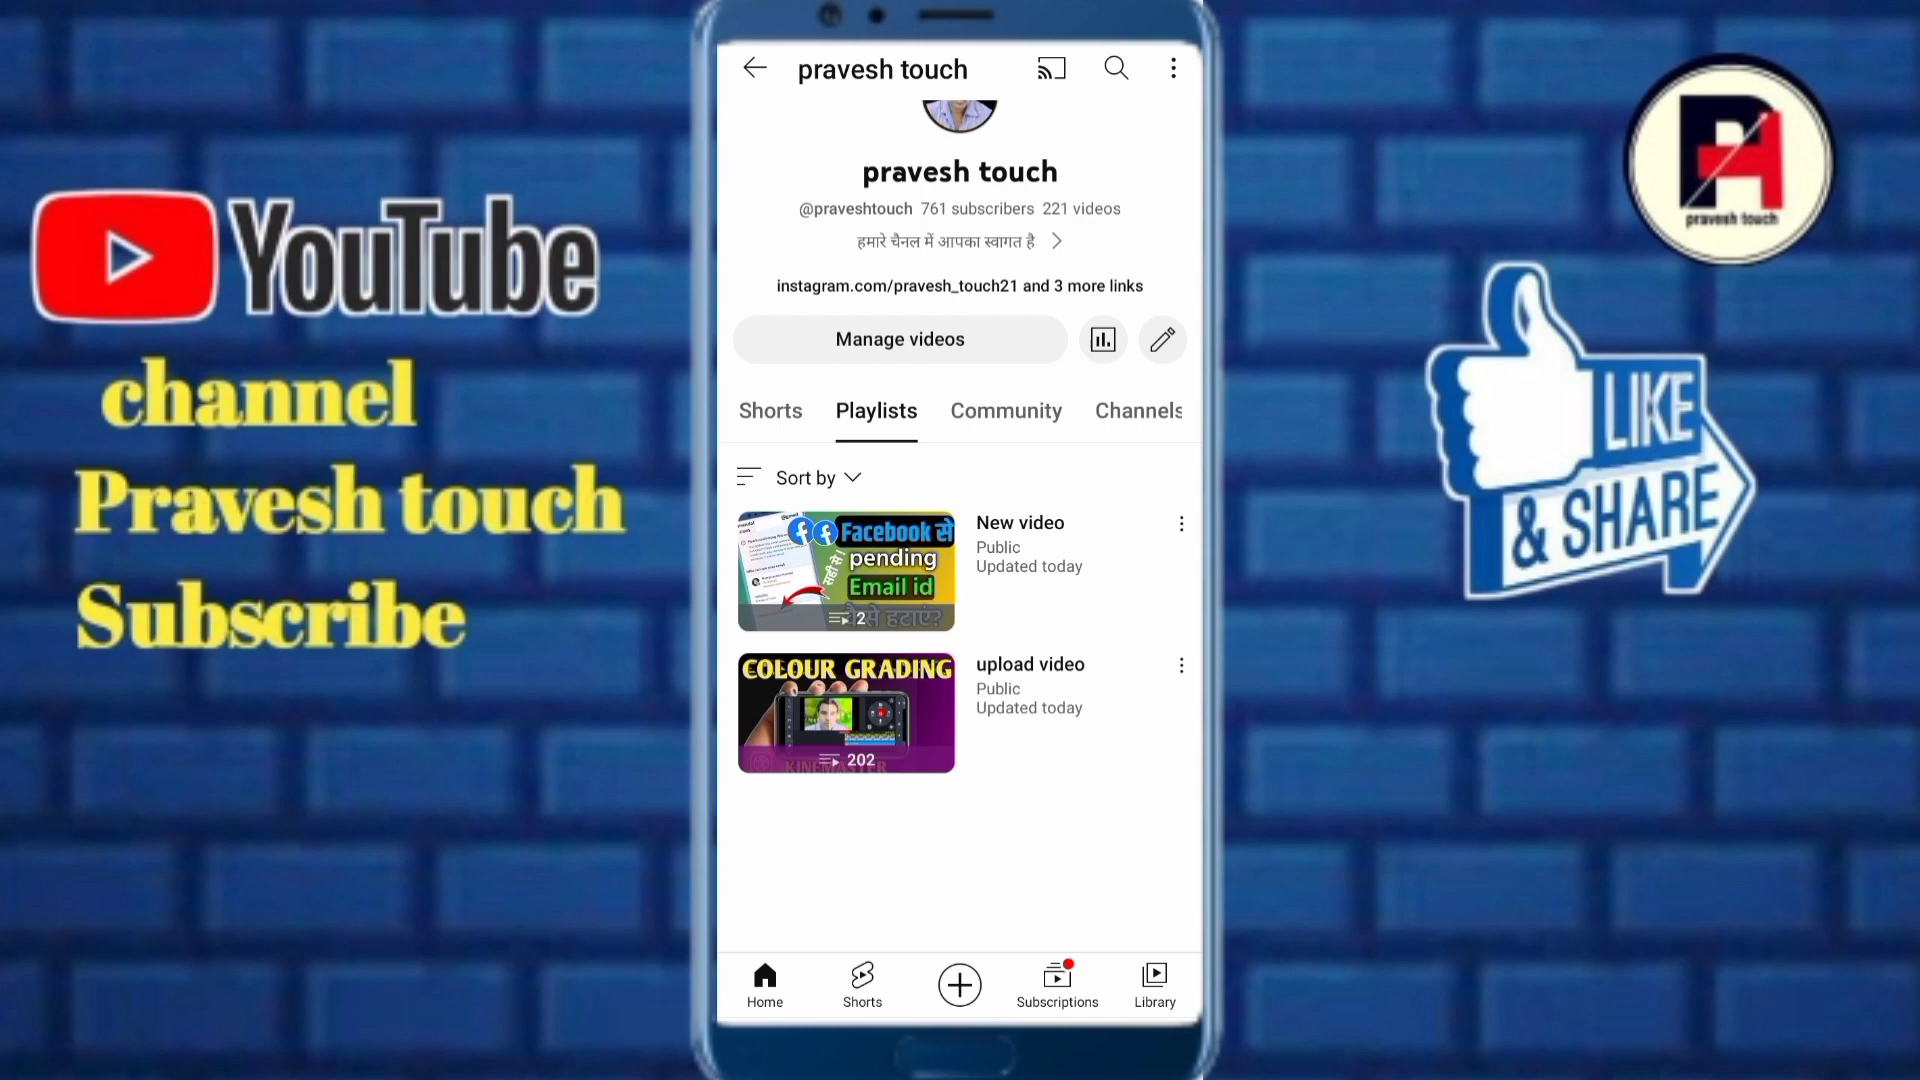 YouTube
channel
Pravesh touch
Subscribe
pravesh touch
pravesh touch
@praveshtouch 761 subscribers 221 videos
हमारे चैनल में आपका स्वागत है
instagram.com/pravesh_touch21 and 3 more links
Manage videos
Shorts Playlists Community Channels
Sort by
Facebook से
pending
Email id
कैसे हटाएं?
2
New video
Public
Updated today
COLOUR GRADING
KINEMASTER
202
upload video
Public
Updated today
Home
Shorts
Subscriptions
Library
pravesh touch
LIKE
& SHARE